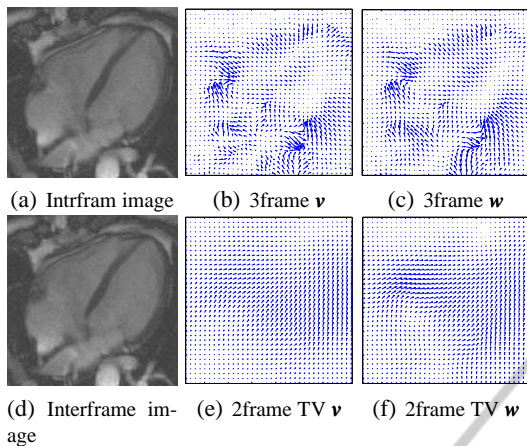 (a) Intrfram image
(b) 3frame v
(c) 3frame w
(d) Interframe im-
age
(e) 2frame TV v
(f) 2frame TV w